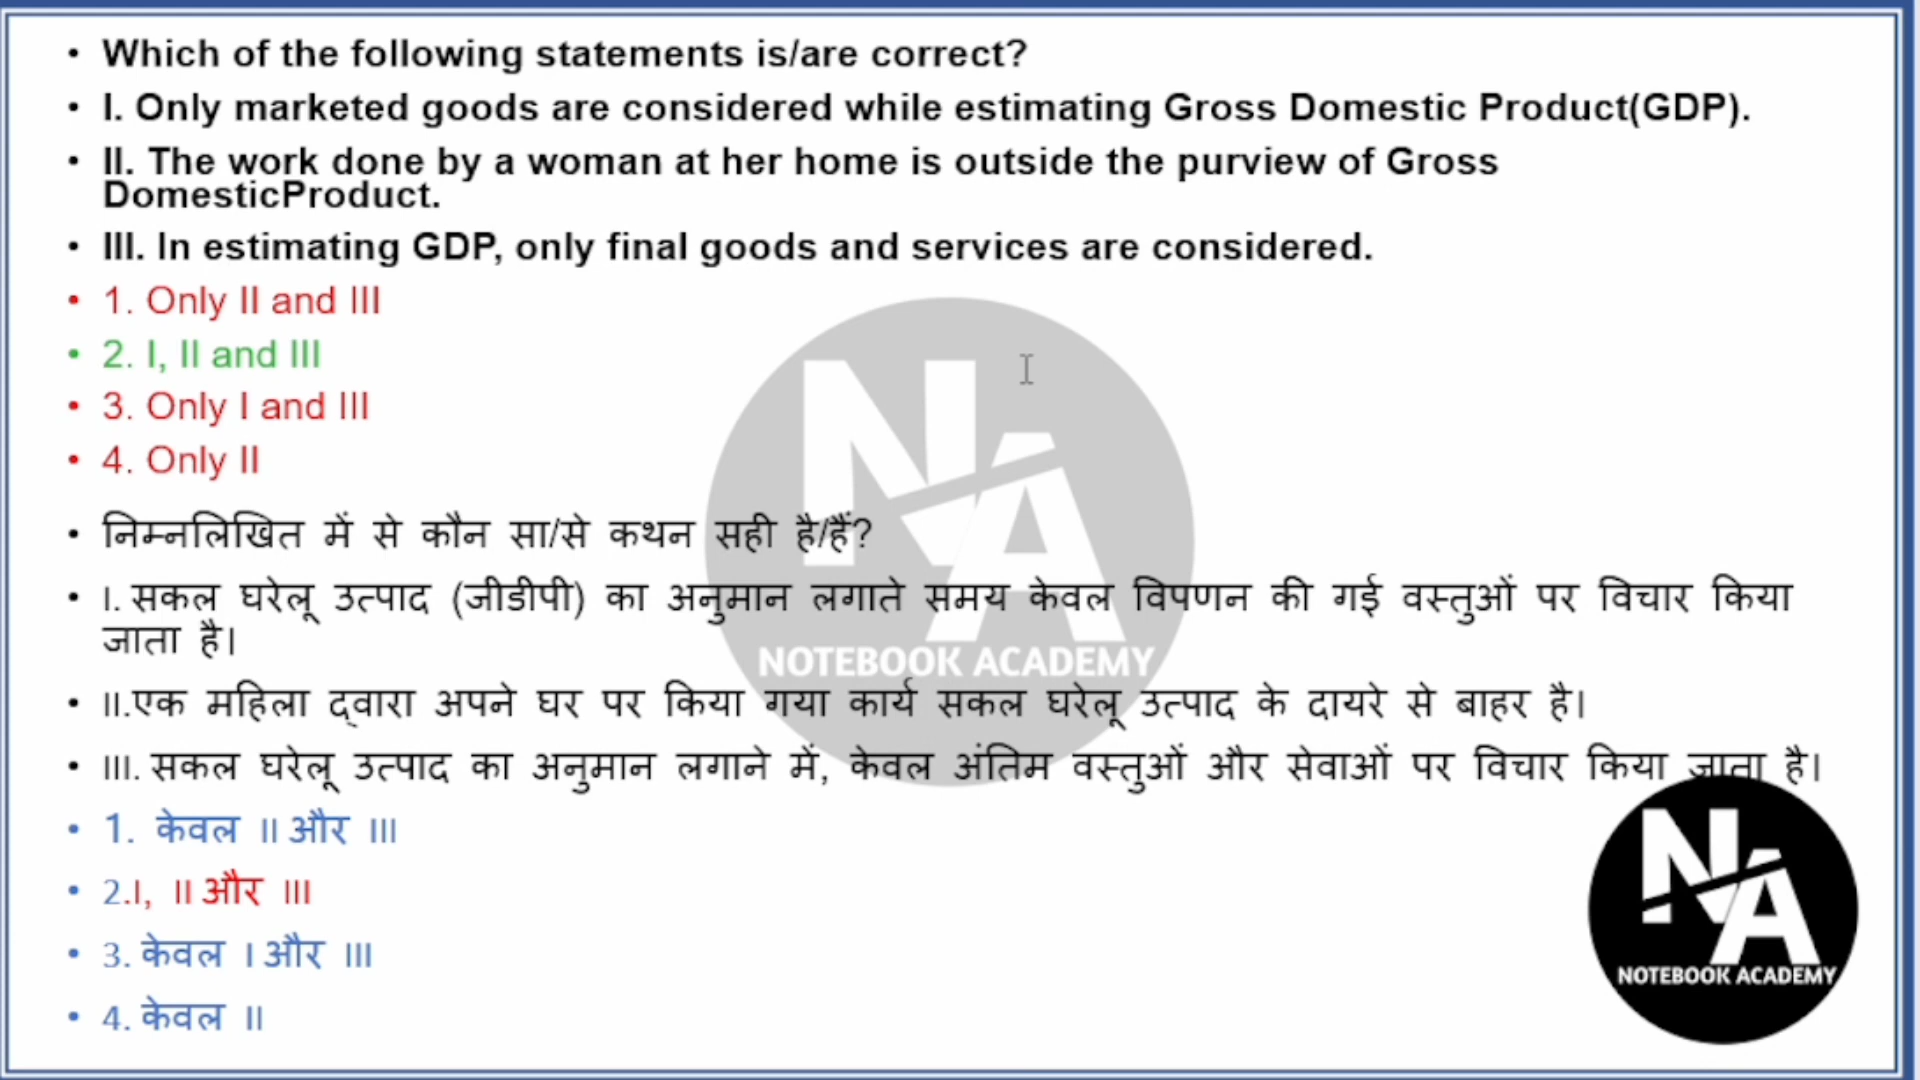 • Which of the following statements is/are correct?
• I. Only marketed goods are considered while estimating Gross Domestic Product(GDP).
• II. The work done by a woman at her home is outside the purview of Gross
DomesticProduct.
• III. In estimating GDP, only final goods and services are considered.
• 1. Only II and III
• 2. I, II and III
• 3. Only I and III
• 4. Only II
• निम्नलिखित में से कौन सा/से कथन सही है/हैं?
• I. सकल घरेलू उत्पाद (जीडीपी) का अनुमान लगाते समय केवल विपणन की गई वस्तुओं पर विचार किया
जाता है।
• II.एक महिला द्वारा अपने घर पर किया गया कार्य सकल घरेलू उत्पाद के दायरे से बाहर है।
• III. सकल घरेलू उत्पाद का अनुमान लगाने में, केवल अंतिम वस्तुओं और सेवाओं पर विचार किया जाता है।
• 1. केवल II और III
• 2.I, II और III
• 3. केवल I और III
• 4. केवल II
NA
NOTEBOOK ACADEMY
NA
NOTEBOOK ACADEMY